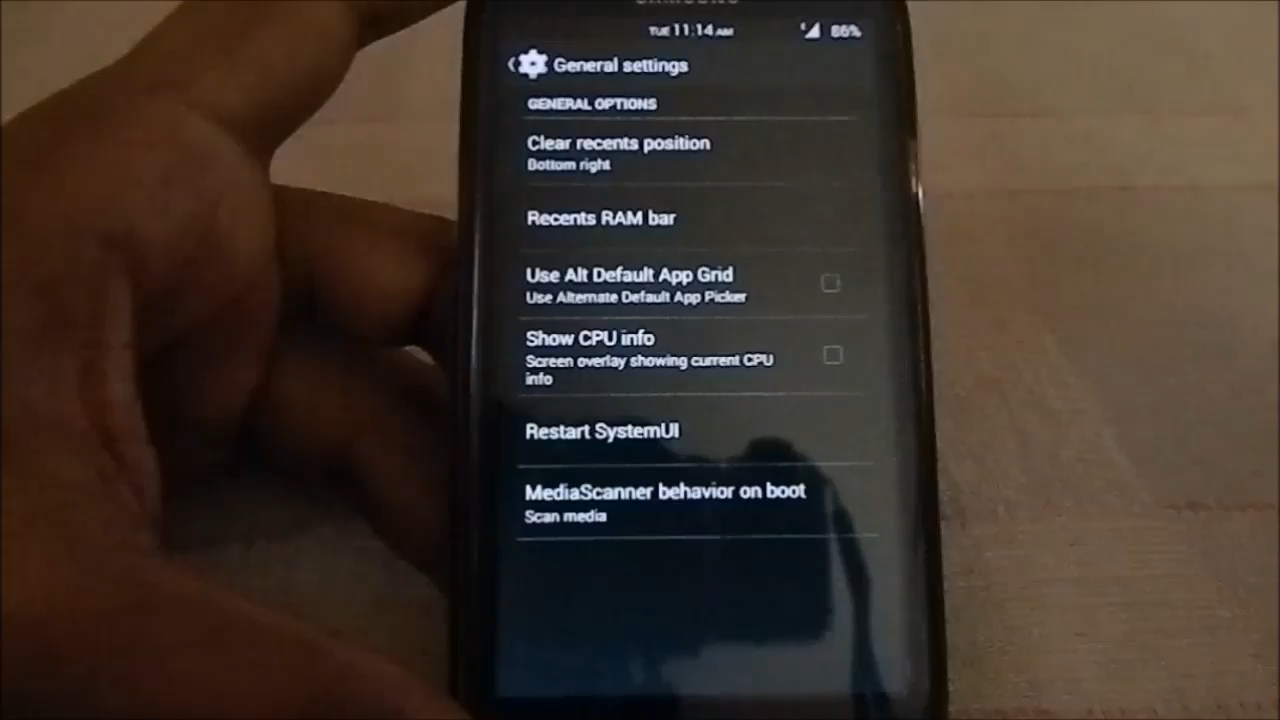 SAMSUNG
TUE 11:14 AM
86%
General settings
GENERAL OPTIONS
Clear recents position
Bottom right
Recents RAM bar
Use Alt Default App Grid
Use Alternate Default App Picker
Show CPU info
Screen overlay showing current CPU
info
Restart SystemUI
MediaScanner behavior on boot
Scan media